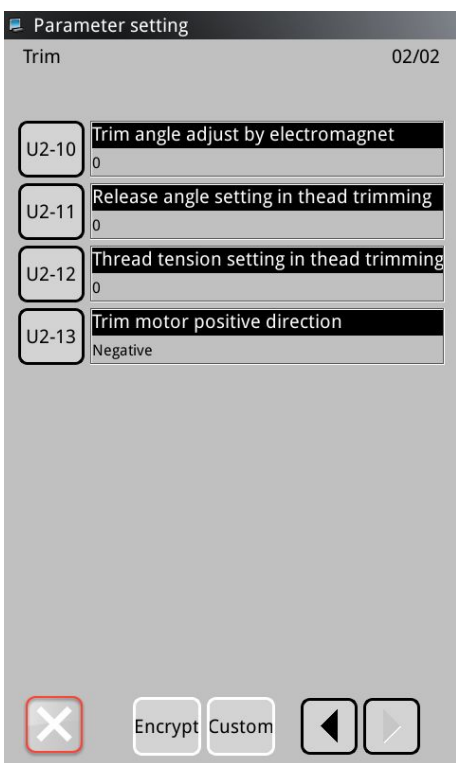 Parameter setting
Trim 02/02
U2-10 Trim angle adjust by electromagnet
0
U2-11 Release angle setting in thead trimming
0
U2-12 Thread tension setting in thead trimming
0
U2-13 Trim motor positive direction
Negative
Encrypt Custom